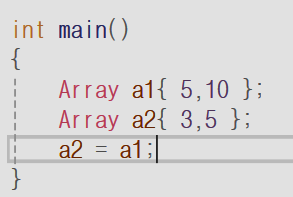 int main()
{
Array a1{ 5,10 };
Array a2{ 3,5 };
a2 = a1;
}